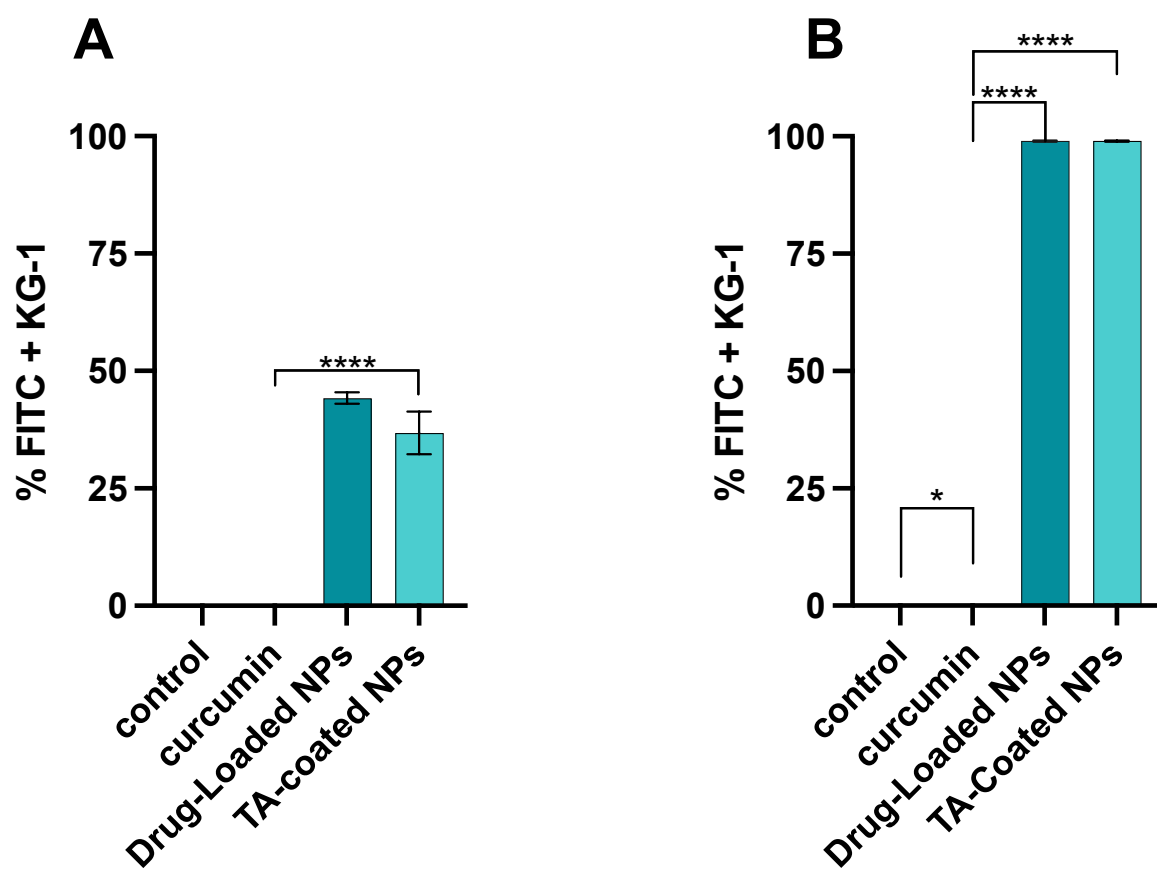 A
% FITC + KG-1
100
75
50
25
0
****
control
curcumin
Drug-Loaded NPs
TA-coated NPs
B
% FITC + KG-1
100
75
50
25
0
****
****
*
control
curcumin
Drug-Loaded NPs
TA-Coated NPs